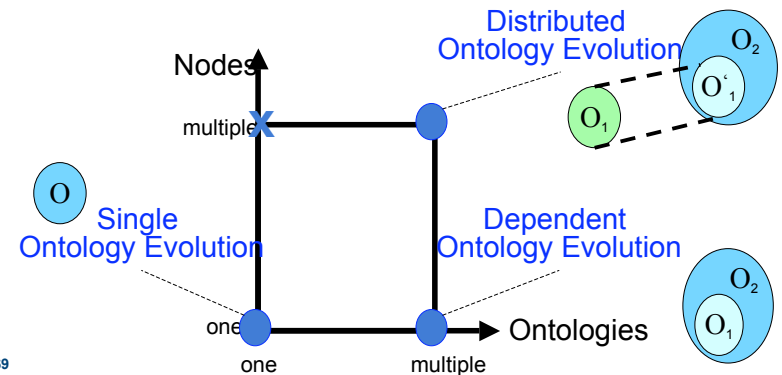 Distributed
Ontology Evolution
Nodes
O₂
O‘₁
O₁
multiple
X
O
Single
Ontology Evolution
Dependent
Ontology Evolution
O₂
O₁
one
Ontologies
one
multiple
39